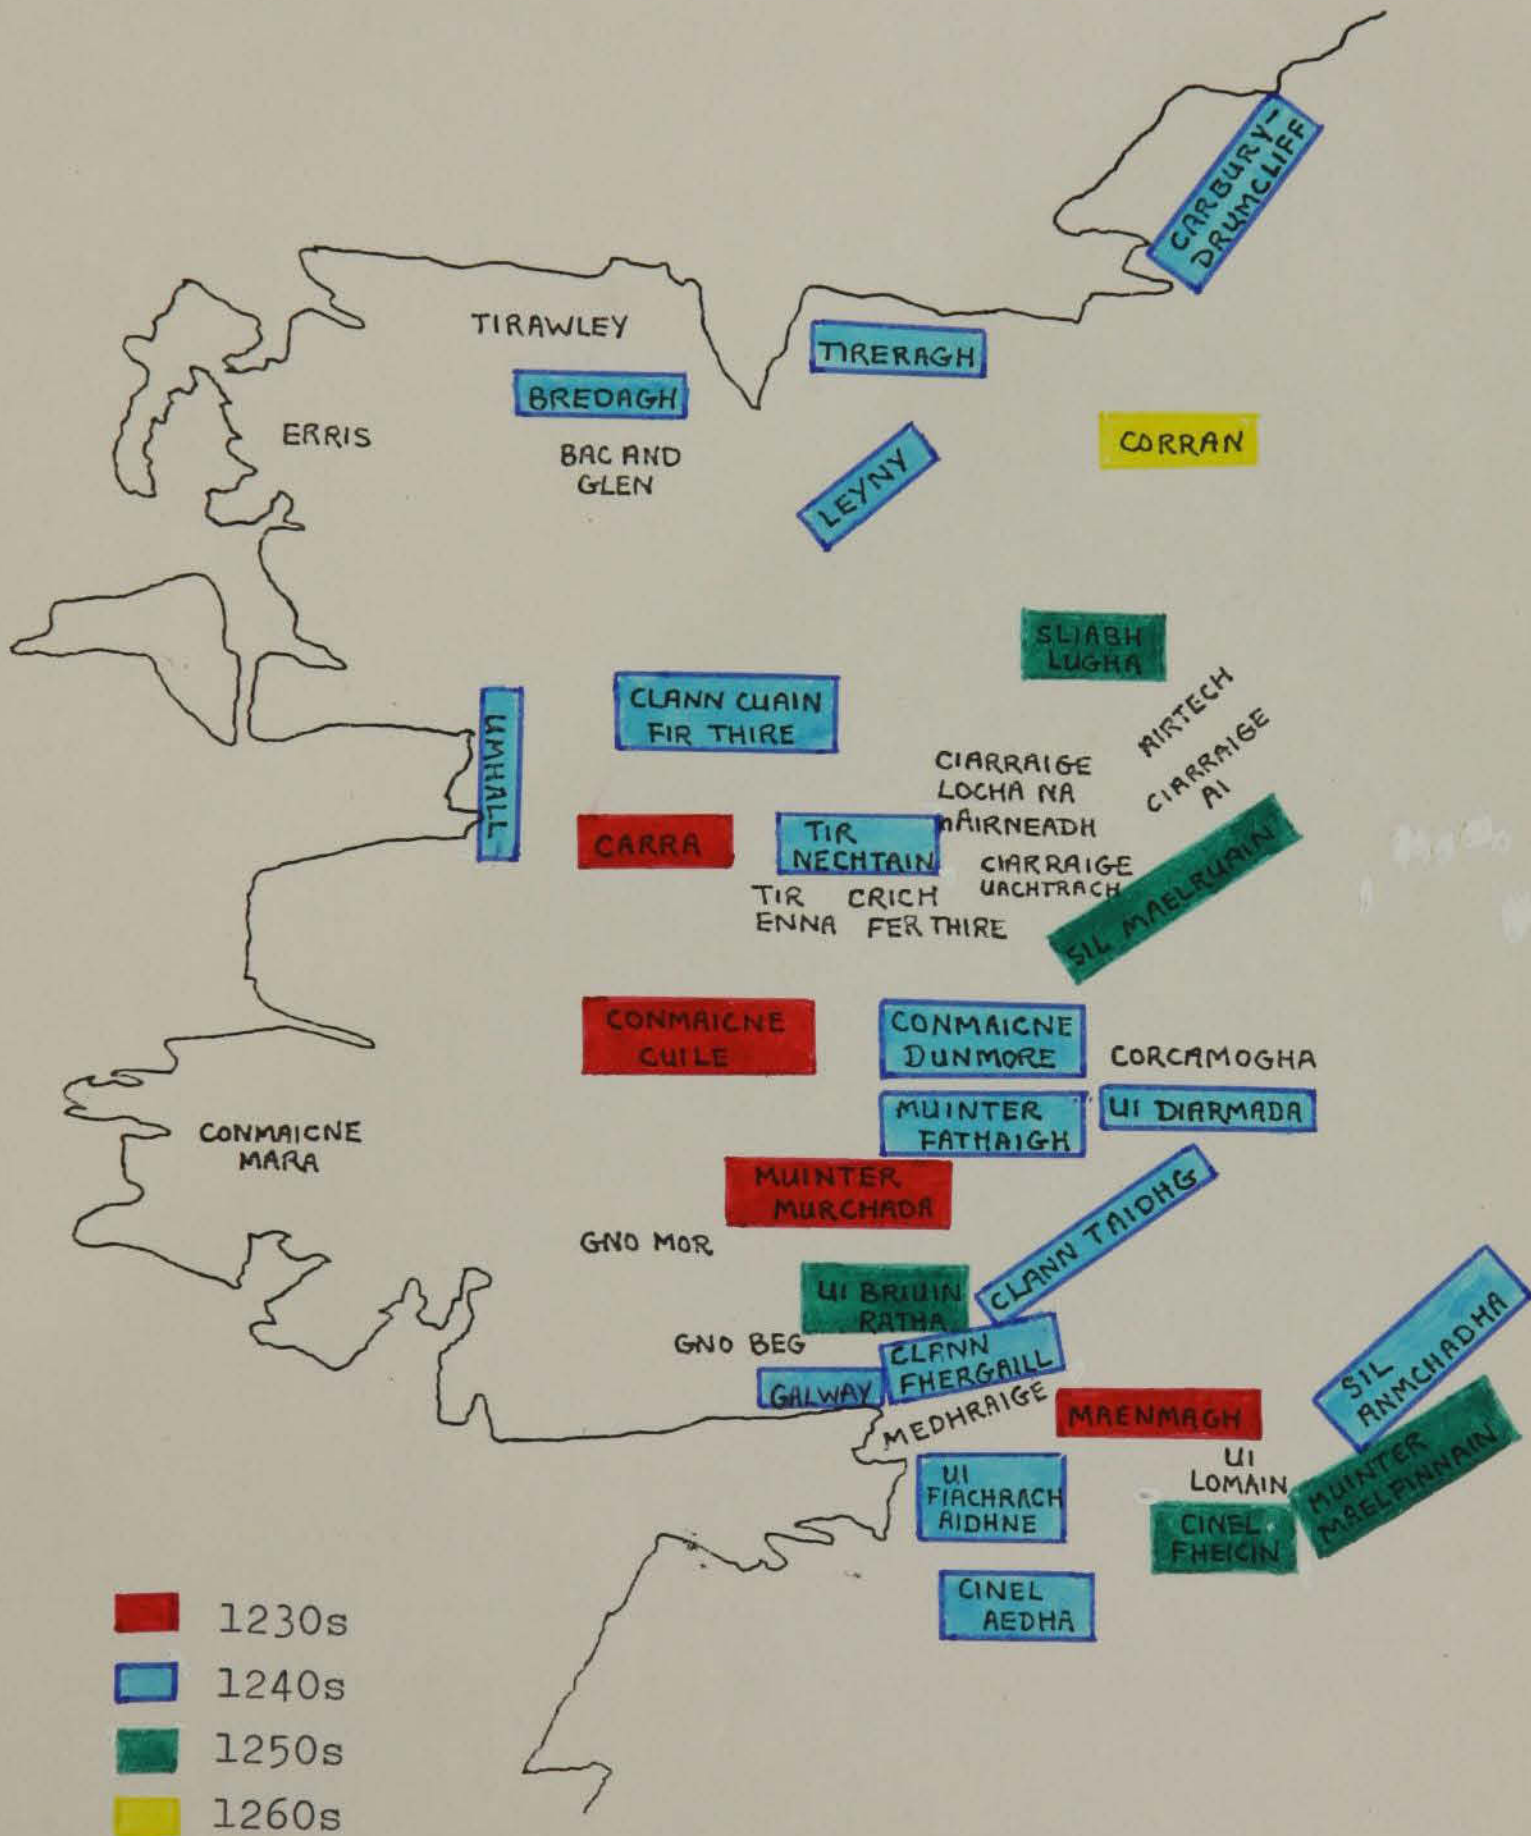 CARBURY-
DRUMCLIFF
TIRAWLEY
TIRERAGH
BREDAGH
ERRIS
CORRAN
BAC AND
GLEN
LEYNY
SLIABH
LUGHA
CLANN CUAIN
FIR THIRE
UMHALL
AIRTECH
CIARRAIGE
AI
CIARRAIGE
LOCHA NA
nAIRNEADH
CARRA
TIR
NECHTAIN
CIARRAIGE
UACHTRACH
SIL MAELRUAIN
TIR
ENNA
CRICH
FER THIRE
CONMAICNE
CUILE
CONMAICNE
DUNMORE
CORCAMOGHA
MUINTER
FATHAIGH
UI DIARMADA
CONMAICNE
MARA
MUINTER
MURCHADA
CLANN TAIDHG
GNO MOR
UI BRIUIN
RATHA
GNO BEG
CLANN
FHERGAILL
GALWAY
MEDHRAIGE
MAENMAGH
SIL
ANMCHADHA
UI
LOMAIN
MUINTER
MAELFINNAIN
UI
FIACHRACH
AIDHNE
CINEL
FHEICIN
CINEL
AEDHA
1230s
1240s
1250s
1260s